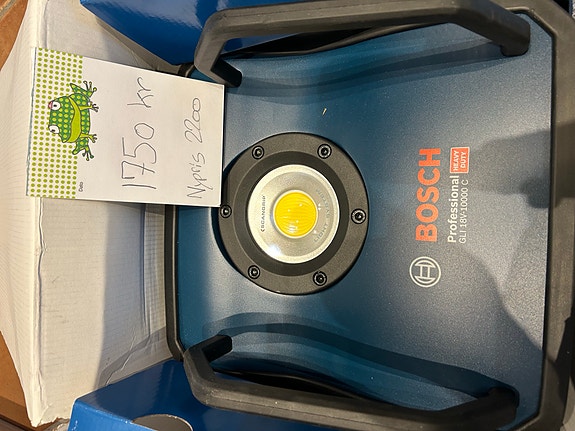 1750 kr
Nypris 2200
SCANGRIP
BOSCH
HEAVY
DUTY
Professional
GLI 18V-10000 C